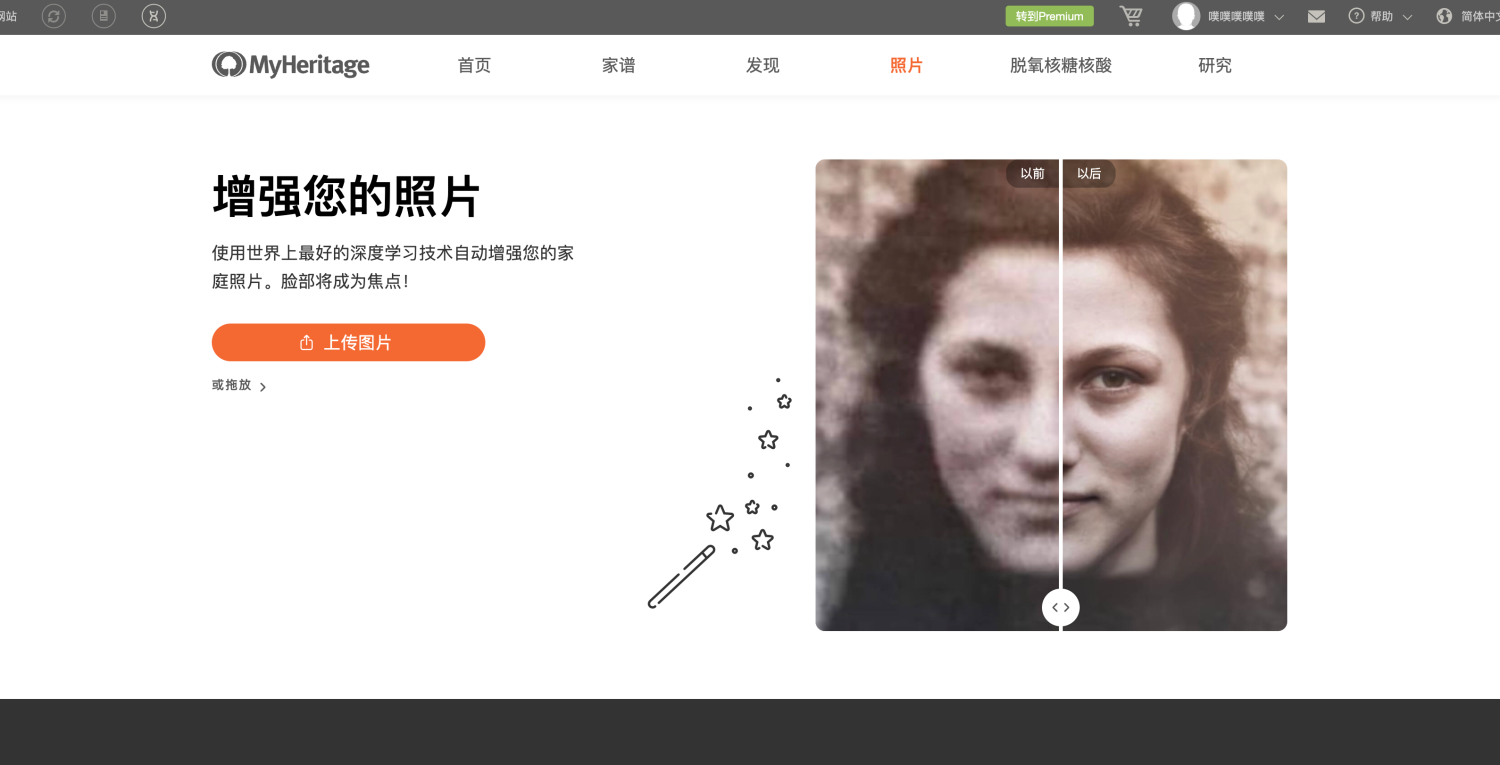 网站
转到Premium
噗噗噗噗噗
帮助
简体中文
MyHeritage
首页
家谱
发现
照片
脱氧核糖核酸
研究
增强您的照片
使用世界上最好的深度学习技术自动增强您的家
庭照片。脸部将成为焦点！
上传图片
或拖放
以前
以后